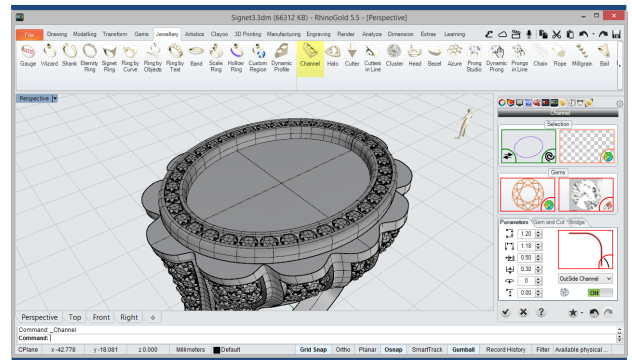 Signet3.3dm (66312 KB) - RhinoGold 5.5 - [Perspective]
File Drawing Modelling Transform Gems Jewellery Jewellery Artistics Clayoo 3D Printing Manufacturing Engraving Render Analyze Dimension Extras Learning
Gauge Wizard Shank Eternity Ring Signet Ring Ring by Curve Ring by Objects Ring by Text Band Scale Ring Hollow Ring Custom Region Dynamic Profile Channel Halo Cutter Cutters in Line Cluster Head Bezel Azure Prong Studio Dynamic Prong Prongs in Line Chain Rope Milgrain Bail
Perspective
Channel
Selection
Gems
Parameters Gem and Cut Bridge
1.20
1.18
0.50
0.30
0
OutSide Channel
0.00
ON
Perspective Top Front Right
Command: _Channel
Command:
CPlane x -42.778 y -18.081 z 0.000 Millimeters Default Grid Snap Ortho Planar Osnap SmartTrack Gumball Record History Filter Available physical ...